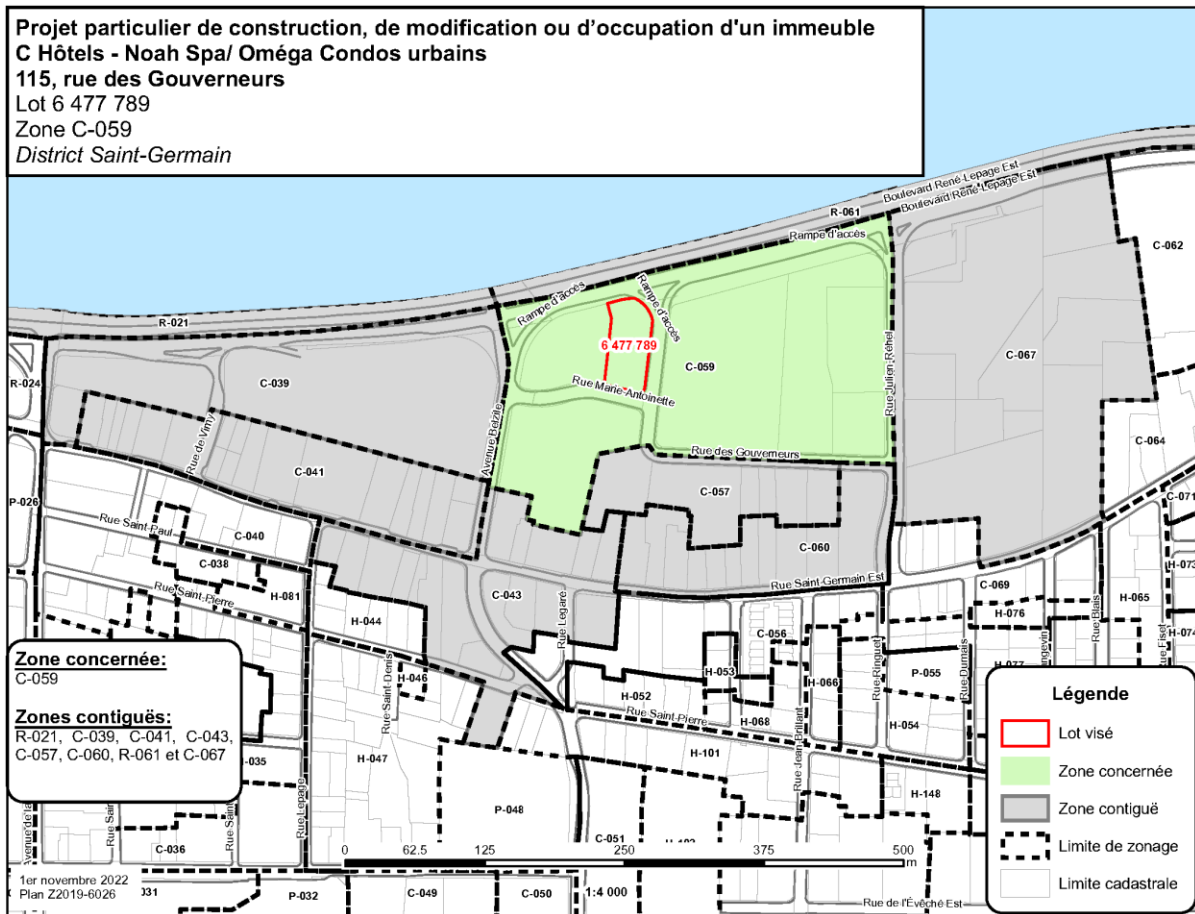 Projet particulier de construction, de modification ou d'occupation d'un immeuble
C Hôtels - Noah Spa/ Oméga Condos urbains
115, rue des Gouverneurs
Lot 6 477 789
Zone C-059
District Saint-Germain
Boulevard René-Lepage Est
Boulevard René-Lepage Est
R-061
Rampe d'accès
C-062
Rampe d'accès
Rampe d'accès
R-021
6 477 789
C-059
C-067
R-024
C-039
Rue Marie-Antoinette
Rue Julien-Réhel
Rue de Vimy
Avenue Belzile
Rue des Gouverneurs
C-064
C-041
C-057
P-026
C-071
Rue Saint-Paul
C-040
C-060
C-038
Rue Saint-Germain Est
H-073
Rue Saint-Pierre
H-081
C-043
Rue Legaré
C-069
H-076
Rue Blais
H-065
Rue Fiset
H-074
H-044
C-056
H-053
H-066
Rue Ringuet
P-055
Rue Dumais
H-077
Rue Saint-Denis
H-046
H-052
Rue Saint-Pierre
H-068
Rue Jean-Brillant
H-054
H-101
H-047
H-148
P-048
Rue Lepage
C-051
C-036
Zone concernée:
C-059
Zones contiguës:
R-021, C-039, C-041, C-043,
C-057, C-060, R-061 et C-067
Légende
Lot visé
Zone concernée
Zone contiguë
Limite de zonage
Limite cadastrale
0 62.5 125 250 375 500
m
1:4 000
1er novembre 2022
Plan Z2019-6026
P-032
C-049
C-050
Rue de l'Évêché Est